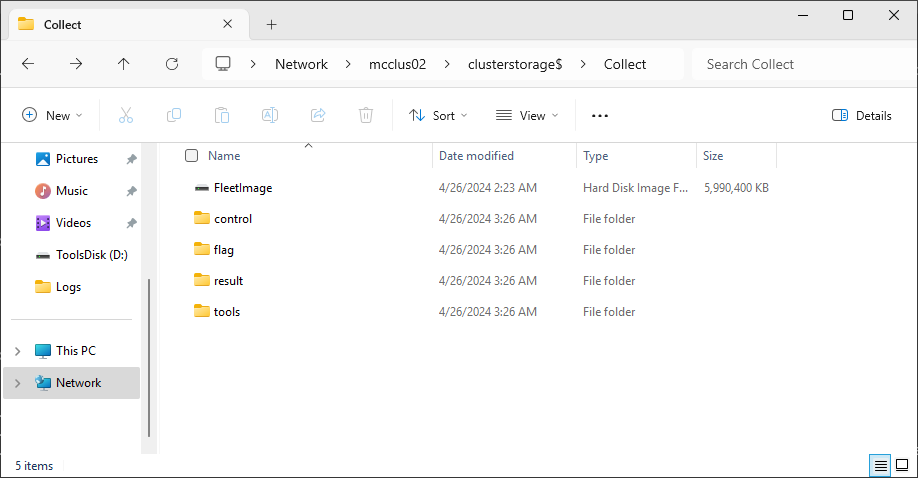 Collect
Network > mcclus02 > clusterstorage$ > Collect
Search Collect
New
Sort
View
Details
Pictures
Music
Videos
ToolsDisk (D:)
Logs
This PC
Network
Name Date modified Type Size
FleetImage 4/26/2024 2:23 AM Hard Disk Image F... 5,990,400 KB
control 4/26/2024 3:26 AM File folder
flag 4/26/2024 3:26 AM File folder
result 4/26/2024 3:26 AM File folder
tools 4/26/2024 3:26 AM File folder
5 items